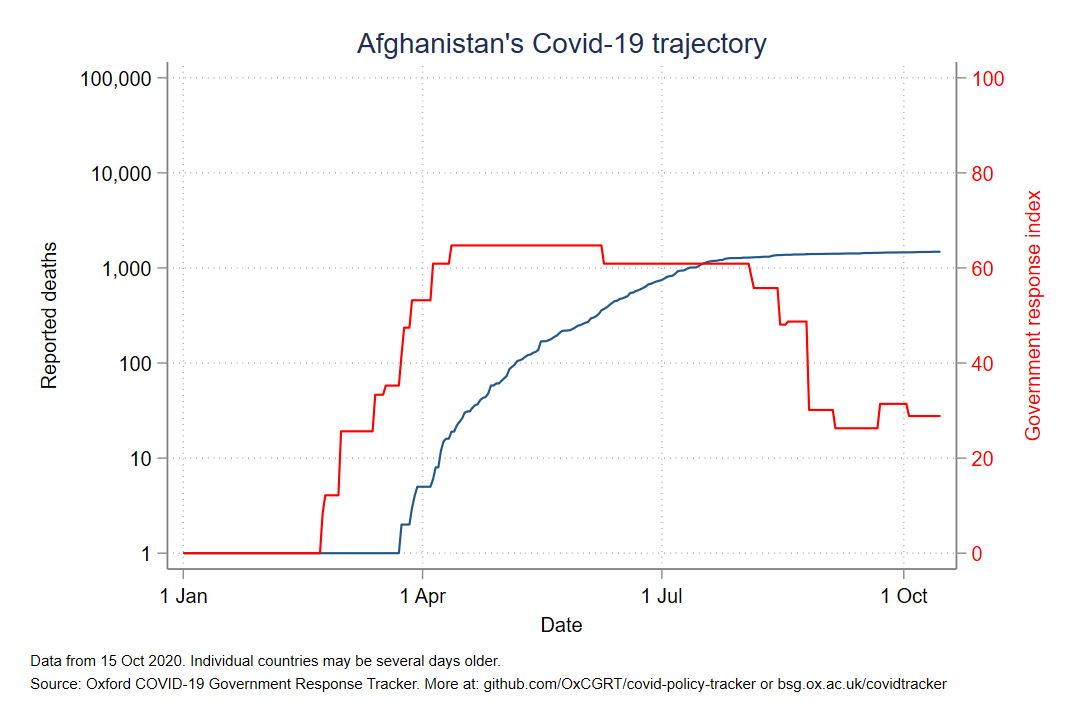 Afghanistan's Covid-19 trajectory
100,000
10,000
1,000
100
10
1
Reported deaths
100
80
60
40
20
0
Government response index
1 Jan
1 Apr
1 Jul
1 Oct
Date
Data from 15 Oct 2020. Individual countries may be several days older.
Source: Oxford COVID-19 Government Response Tracker. More at: github.com/OxCGRT/covid-policy-tracker or bsg.ox.ac.uk/covidtracker